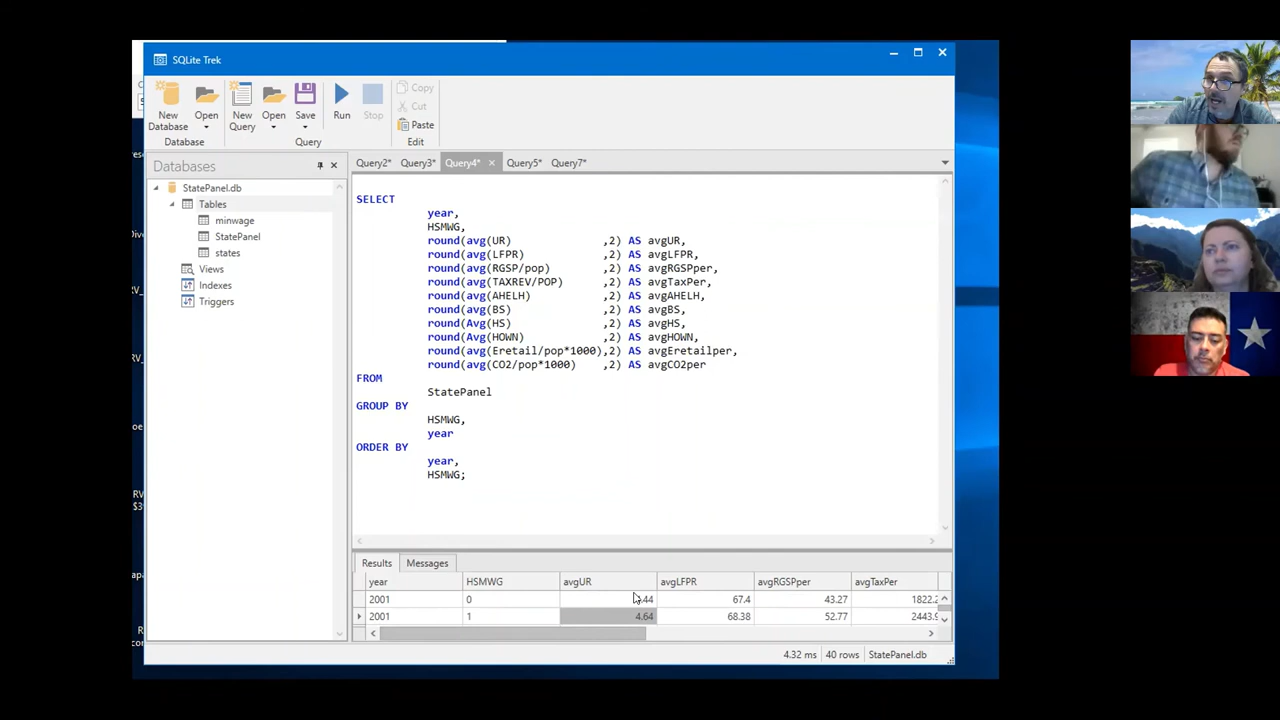 SQLite Trek
New Database
Open
New Query
Open
Save
Run
Stop
Copy
Cut
Paste
Database
Query
Edit
Databases
Query2*
Query3*
Query4*
Query5*
Query7*
StatePanel.db
Tables
minwage
StatePanel
states
Views
Indexes
Triggers
SELECT
year,
HSMWG,
round(avg(UR) ,2) AS avgUR,
round(avg(LFPR) ,2) AS avgLFPR,
round(avg(RGSP/pop) ,2) AS avgRGSPper,
round(avg(TAXREV/POP) ,2) AS avgTaxPer,
round(avg(AHELH) ,2) AS avgAHELH,
round(avg(BS) ,2) AS avgBS,
round(Avg(HS) ,2) AS avgHS,
round(Avg(HOWN) ,2) AS avgHOWN,
round(avg(Eretail/pop*1000),2) AS avgEretailper,
round(avg(CO2/pop*1000) ,2) AS avgCO2per
FROM
StatePanel
GROUP BY
HSMWG,
year
ORDER BY
year,
HSMWG;
Results Messages
year HSMWG avgUR avgLFPR avgRGSPper avgTaxPer
2001 0 .44 67.4 43.27 1822.2
2001 1 4.64 68.38 52.77 2443.9
4.32 ms 40 rows StatePanel.db